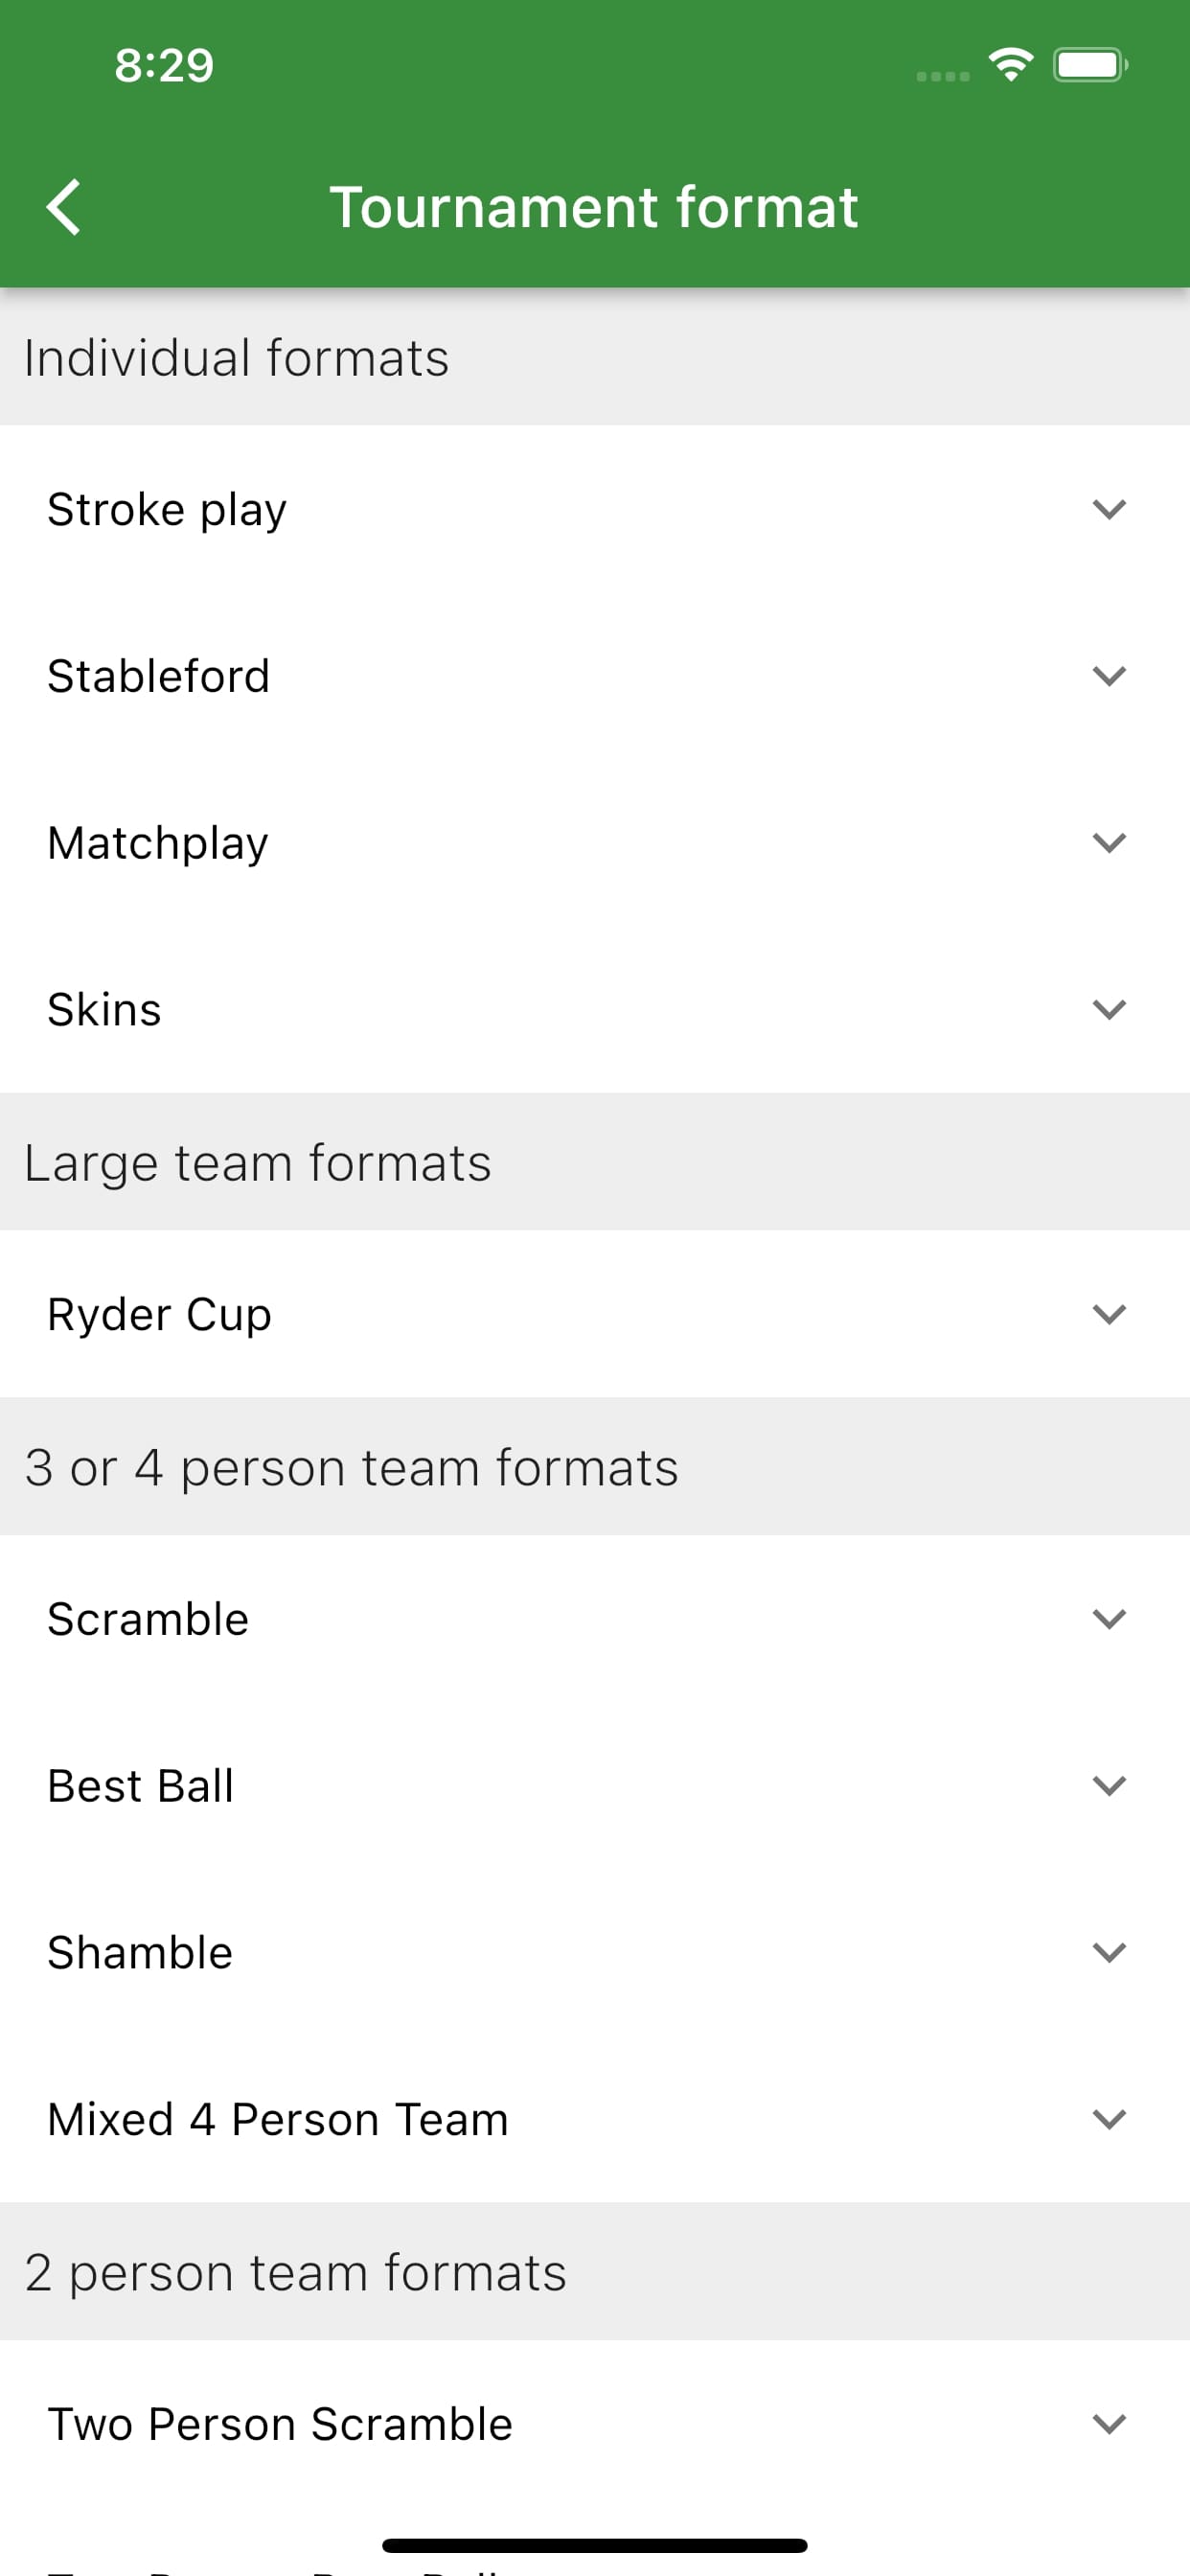 8:29
Tournament format
Individual formats
Stroke play
Stableford
Matchplay
Skins
Large team formats
Ryder Cup
3 or 4 person team formats
Scramble
Best Ball
Shamble
Mixed 4 Person Team
2 person team formats
Two Person Scramble